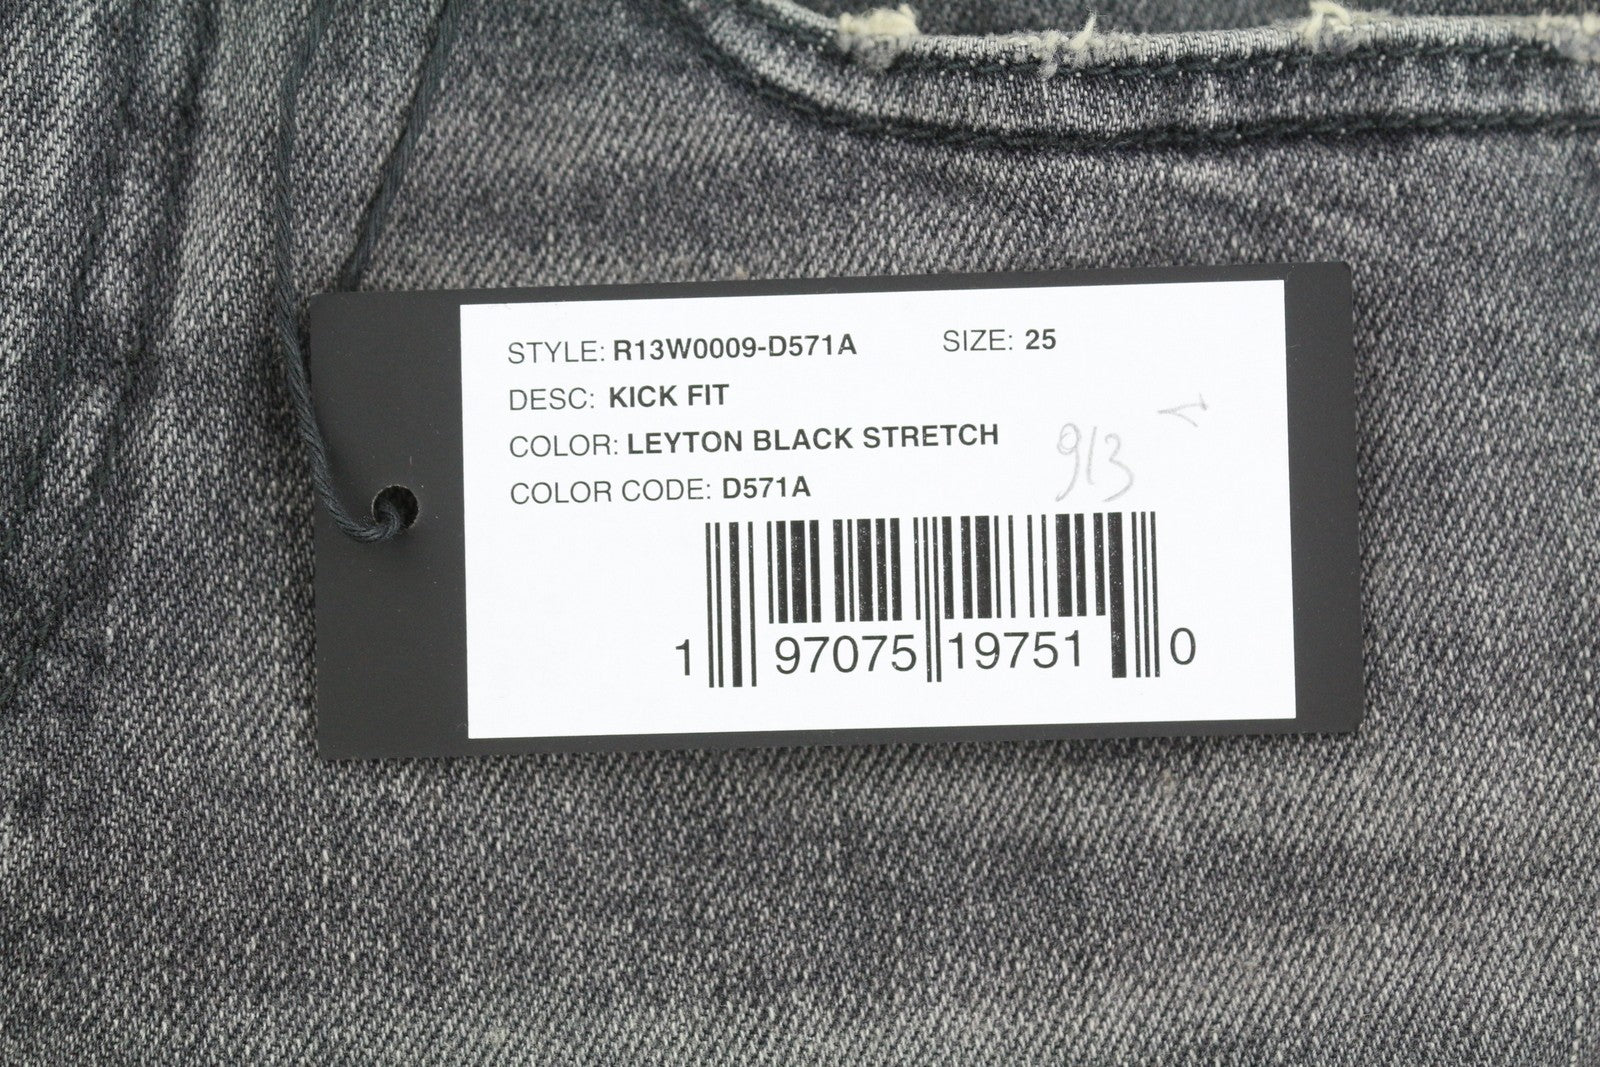 STYLE: R13W0009-D571A SIZE: 25
DESC: KICK FIT
COLOR: LEYTON BLACK STRETCH
913
COLOR CODE: D571A
1 97075 19751 0